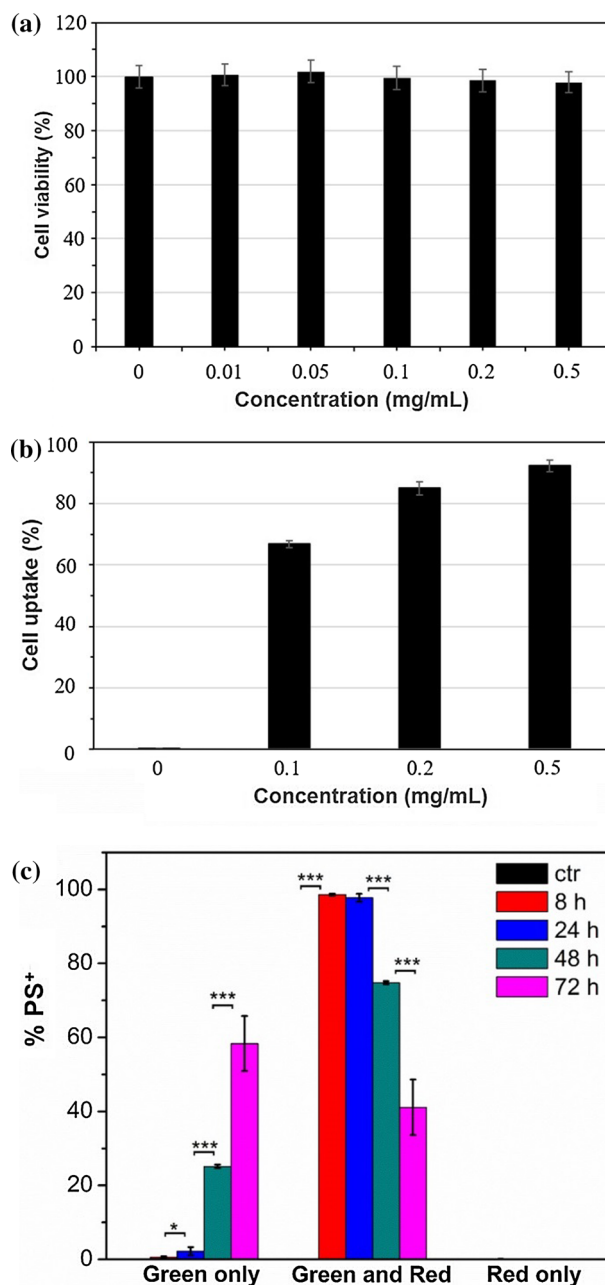 (a)
120
100
80
60
40
20
0
Cell viability (%)
0 0.01 0.05 0.1 0.2 0.5
Concentration (mg/mL)
(b)
100
80
60
40
20
0
Cell uptake (%)
0 0.1 0.2 0.5
Concentration (mg/mL)
(c)
100
80
60
40
20
0
% PS+
*
***
***
***
***
***
ctr
8 h
24 h
48 h
72 h
Green only Green and Red Red only